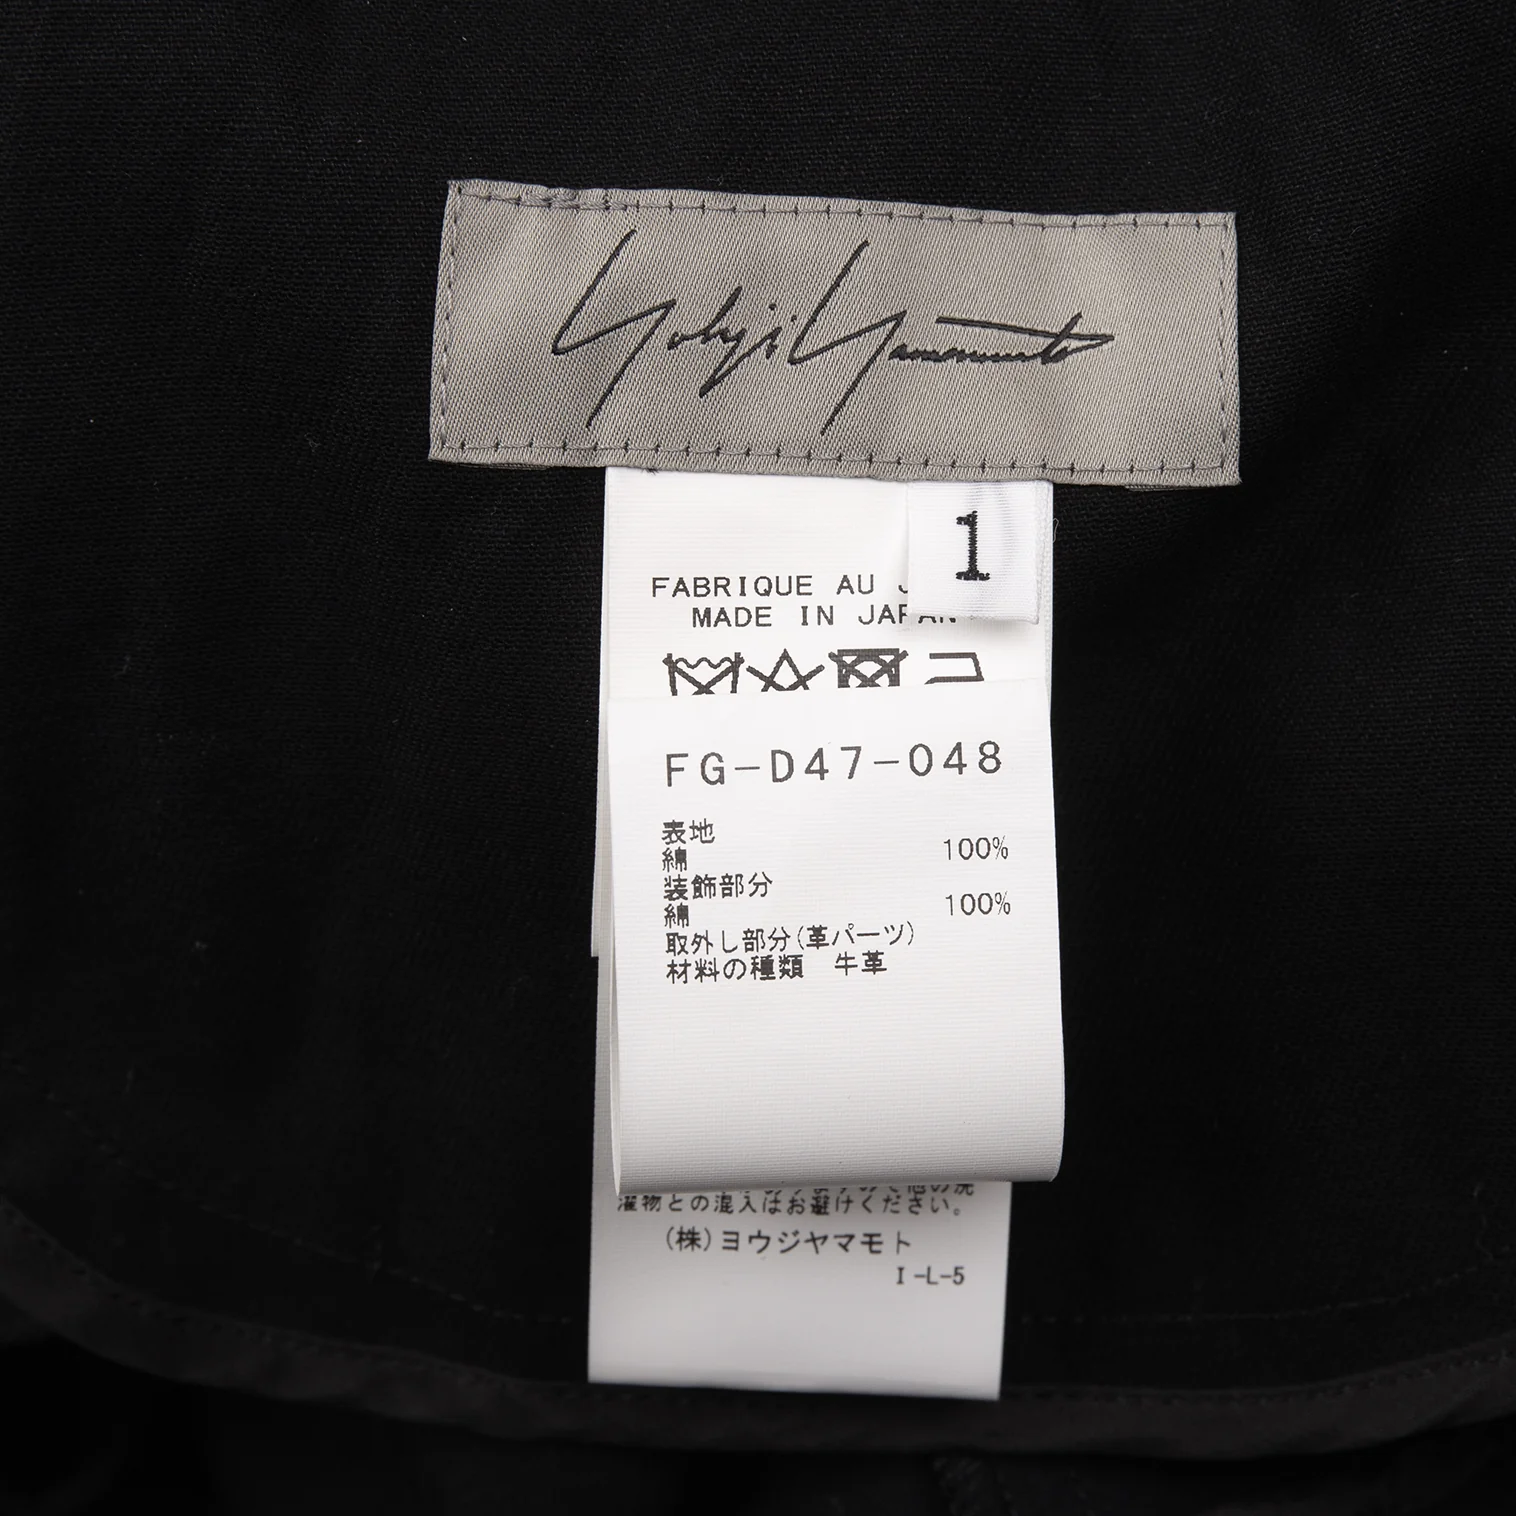 Yohji Yamamoto
1
FABRIQUE AU
MADE IN JAPAN
FG-D47-048
表地
綿 100%
装飾部分
綿 100%
取外し部分(革パーツ)
材料の種類 牛革
濯物との混入はお避けください。
(株)ヨウジヤマモト
I-L-5